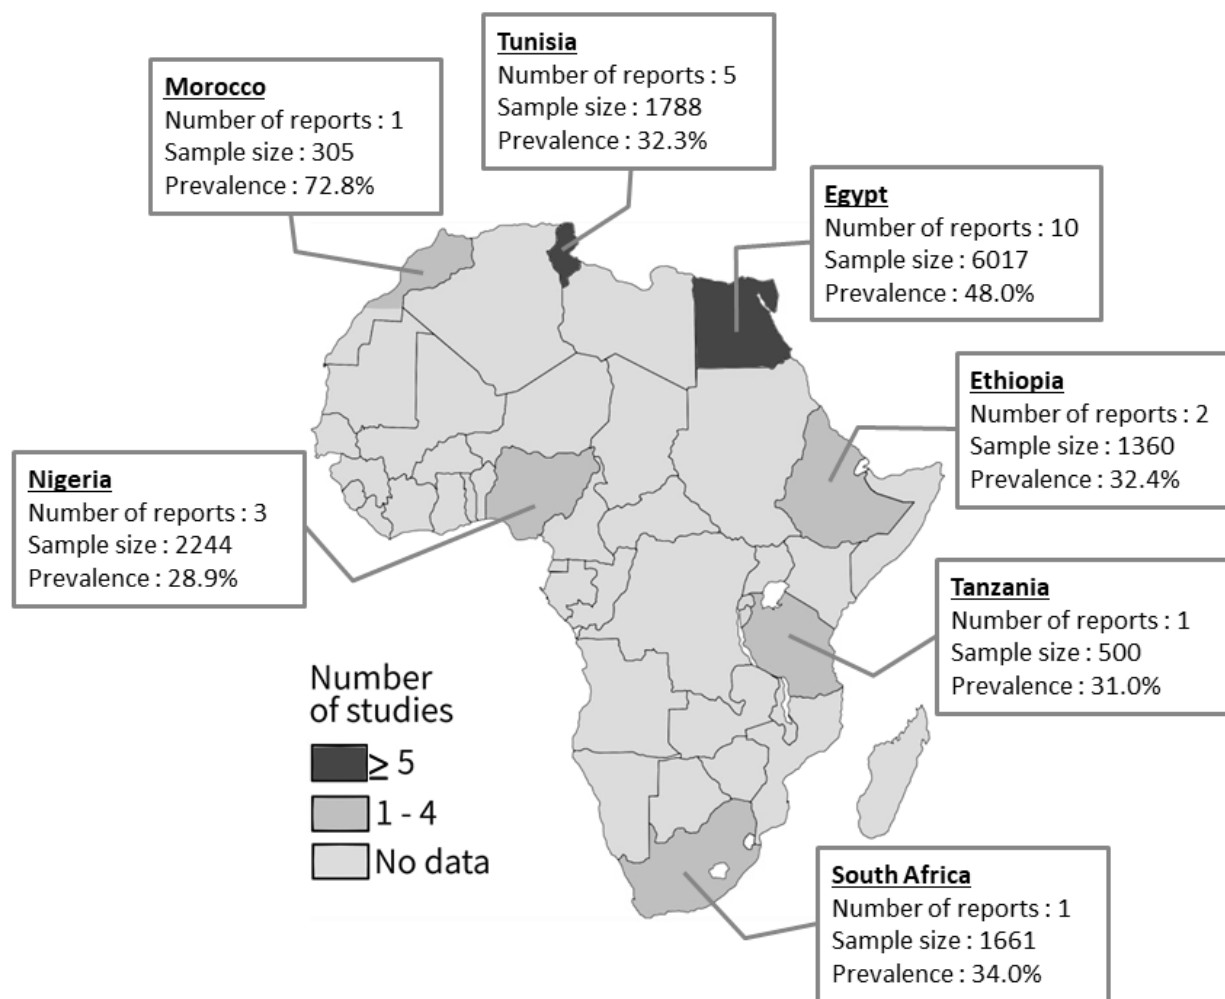 Tunisia
Number of reports : 5
Sample size : 1788
Prevalence : 32.3%
Morocco
Number of reports : 1
Sample size : 305
Prevalence : 72.8%
Egypt
Number of reports : 10
Sample size : 6017
Prevalence : 48.0%
Ethiopia
Number of reports : 2
Sample size : 1360
Prevalence : 32.4%
Nigeria
Number of reports : 3
Sample size : 2244
Prevalence : 28.9%
Tanzania
Number of reports : 1
Sample size : 500
Prevalence : 31.0%
Number
of studies
≥ 5
1 - 4
No data
South Africa
Number of reports : 1
Sample size : 1661
Prevalence : 34.0%